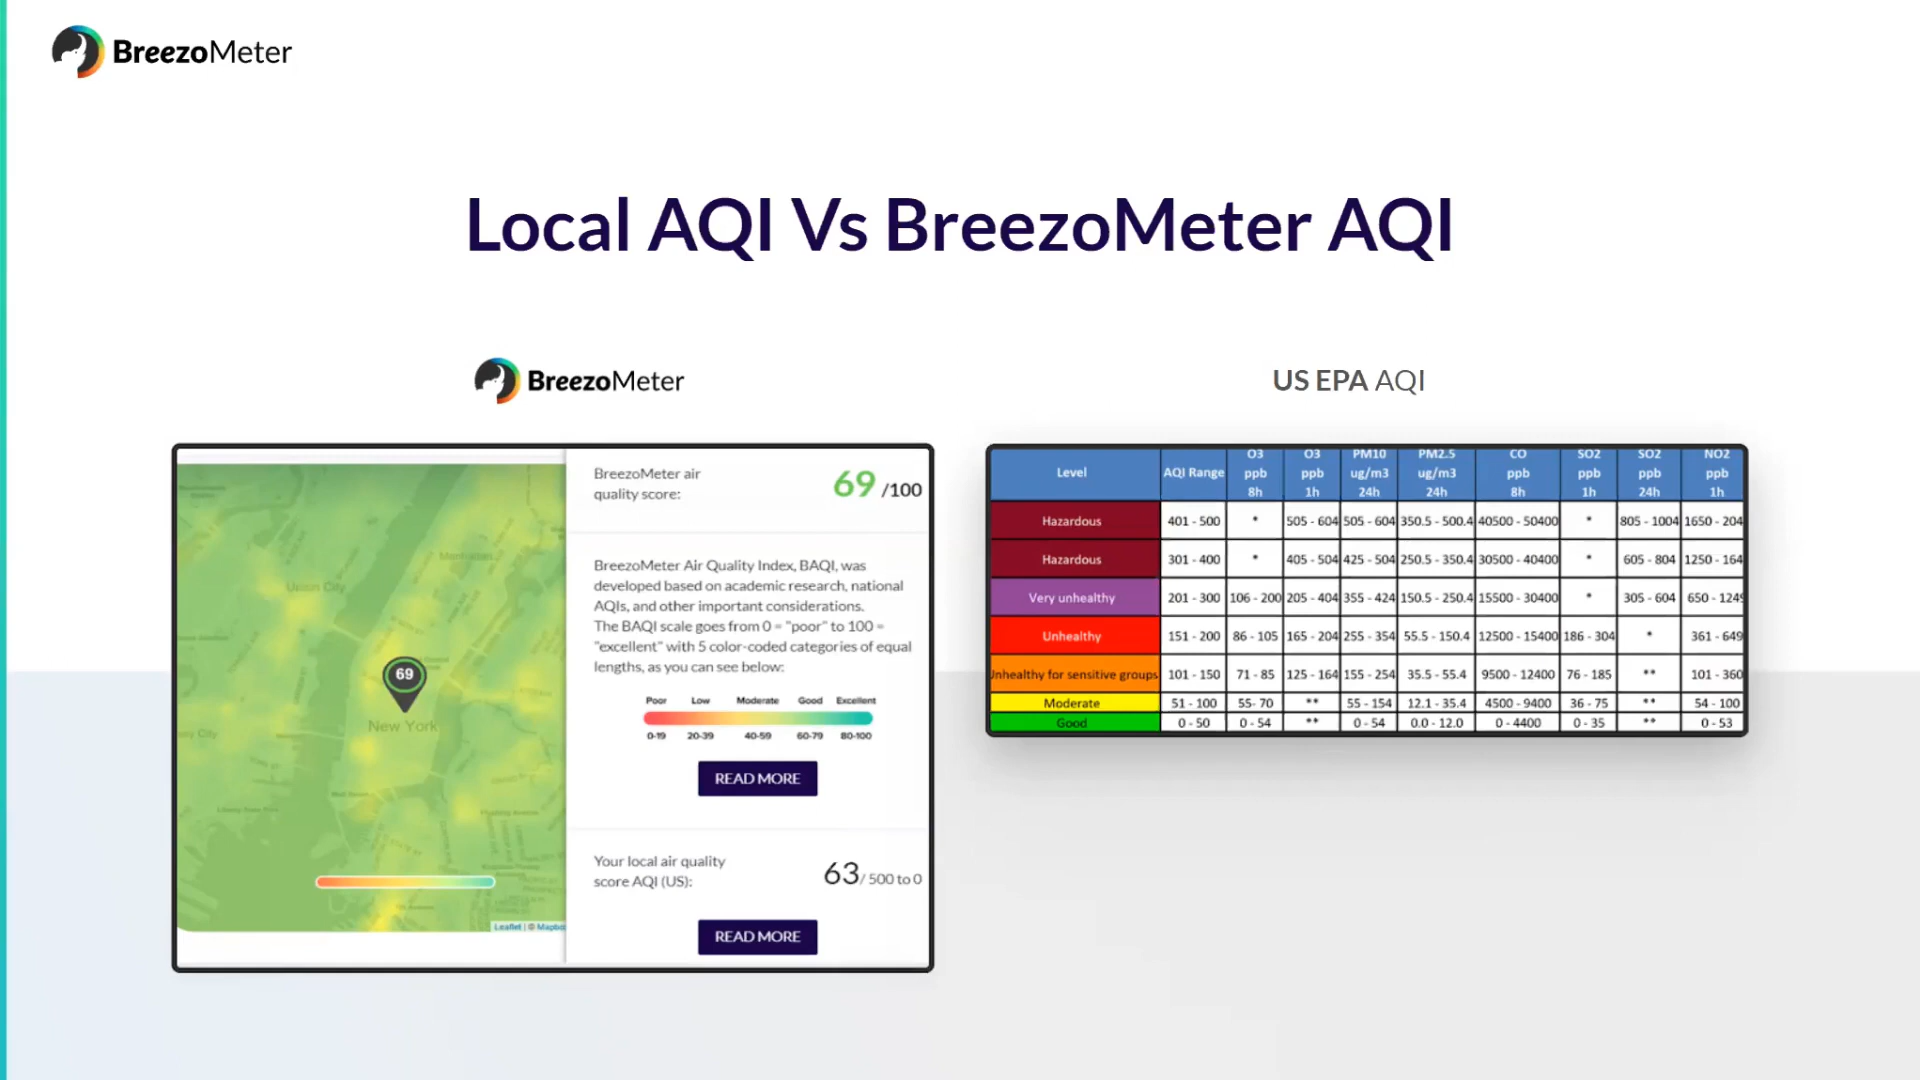 BreezoMeter
Local AQI Vs BreezoMeter AQI
BreezoMeter
Union City
Manhattan
69
New York
Leaflet | © Mapbox
BreezoMeter air
quality score:
69 /100
BreezoMeter Air Quality Index, BAQI, was
developed based on academic research, national
AQIs, and other important considerations.
The BAQI scale goes from 0 = "poor" to 100 =
"excellent" with 5 color-coded categories of equal
lengths, as you can see below:
Poor Low Moderate Good Excellent
0-19 20-39 40-59 60-79 80-100
READ MORE
Your local air quality
score AQI (US):
63/ 500 to 0
READ MORE
US EPA AQI
Level AQI Range O3 ppb 8h O3 ppb 1h PM10 ug/m3 24h PM2.5 ug/m3 24h CO ppb 8h SO2 ppb 1h SO2 ppb 24h NO2 ppb 1h
Hazardous 401 - 500 * 505 - 604 505 - 604 350.5 - 500.4 40500 - 50400 * 805 - 1004 1650 - 204
Hazardous 301 - 400 * 405 - 504 425 - 504 250.5 - 350.4 30500 - 40400 * 605 - 804 1250 - 164
Very unhealthy 201 - 300 106 - 200 205 - 404 355 - 424 150.5 - 250.4 15500 - 30400 * 305 - 604 650 - 1249
Unhealthy 151 - 200 86 - 105 165 - 204 255 - 354 55.5 - 150.4 12500 - 15400 186 - 304 * 361 - 649
Unhealthy for sensitive groups 101 - 150 71 - 85 125 - 164 155 - 254 35.5 - 55.4 9500 - 12400 76 - 185 ** 101 - 360
Moderate 51 - 100 55- 70 ** 55 - 154 12.1 - 35.4 4500 - 9400 36 - 75 ** 54 - 100
Good 0 - 50 0 - 54 ** 0 - 54 0.0 - 12.0 0 - 4400 0 - 35 ** 0 - 53